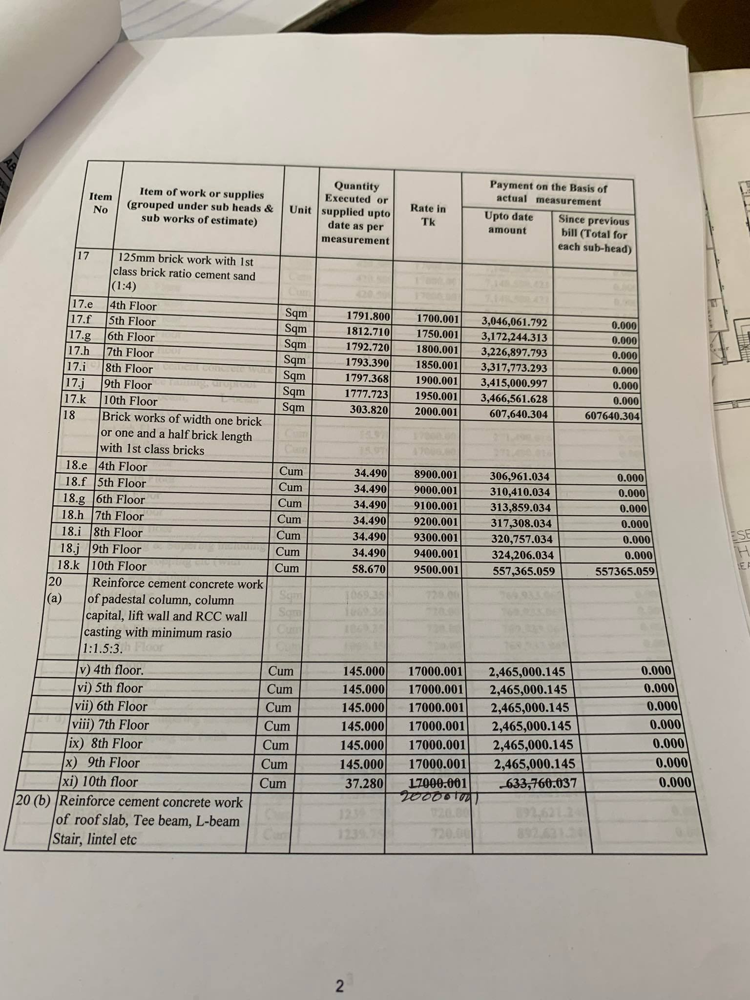 Item No | Item of work or supplies (grouped under sub heads & sub works of estimate) | Unit | Quantity Executed or supplied upto date as per measurement | Rate in Tk | Payment on the Basis of actual measurement
Upto date amount | Since previous bill (Total for each sub-head)
17 | 125mm brick work with 1st
class brick ratio cement sand
(1:4)
17.e | 4th Floor | Sqm | 1791.800 | 1700.001 | 3,046,061.792 | 0.000
17.f | 5th Floor | Sqm | 1812.710 | 1750.001 | 3,172,244.313 | 0.000
17.g | 6th Floor | Sqm | 1792.720 | 1800.001 | 3,226,897.793 | 0.000
17.h | 7th Floor | Sqm | 1793.390 | 1850.001 | 3,317,773.293 | 0.000
17.i | 8th Floor | Sqm | 1797.368 | 1900.001 | 3,415,000.997 | 0.000
17.j | 9th Floor | Sqm | 1777.723 | 1950.001 | 3,466,561.628 | 0.000
17.k | 10th Floor | Sqm | 303.820 | 2000.001 | 607,640.304 | 607640.304
18 | Brick works of width one brick
or one and a half brick length
with 1st class bricks
18.e | 4th Floor | Cum | 34.490 | 8900.001 | 306,961.034 | 0.000
18.f | 5th Floor | Cum | 34.490 | 9000.001 | 310,410.034 | 0.000
18.g | 6th Floor | Cum | 34.490 | 9100.001 | 313,859.034 | 0.000
18.h | 7th Floor | Cum | 34.490 | 9200.001 | 317,308.034 | 0.000
18.i | 8th Floor | Cum | 34.490 | 9300.001 | 320,757.034 | 0.000
18.j | 9th Floor | Cum | 34.490 | 9400.001 | 324,206.034 | 0.000
18.k | 10th Floor | Cum | 58.670 | 9500.001 | 557,365.059 | 557365.059
20 | Reinforce cement concrete work
(a) | of padestal column, column
capital, lift wall and RCC wall
casting with minimum rasio
1:1.5:3.
v) 4th floor. | Cum | 145.000 | 17000.001 | 2,465,000.145 | 0.000
vi) 5th floor | Cum | 145.000 | 17000.001 | 2,465,000.145 | 0.000
vii) 6th Floor | Cum | 145.000 | 17000.001 | 2,465,000.145 | 0.000
viii) 7th Floor | Cum | 145.000 | 17000.001 | 2,465,000.145 | 0.000
ix) 8th Floor | Cum | 145.000 | 17000.001 | 2,465,000.145 | 0.000
x) 9th Floor | Cum | 145.000 | 17000.001 | 2,465,000.145 | 0.000
xi) 10th floor | Cum | 37.280 | 17000.001 | 633,760.037 | 0.000
20 (b) | Reinforce cement concrete work
of roof slab, Tee beam, L-beam
Stair, lintel etc
2